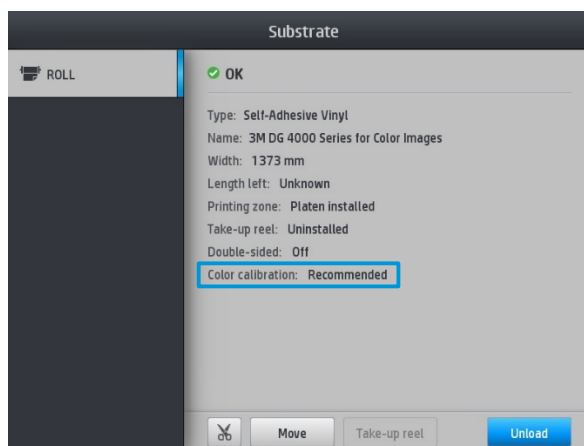 Substrate
ROLL
OK
Type: Self-Adhesive Vinyl
Name: 3M DG 4000 Series for Color Images
Width: 1373 mm
Length left: Unknown
Printing zone: Platen installed
Take-up reel: Uninstalled
Double-sided: Off
Color calibration: Recommended
Move Take-up reel Unload